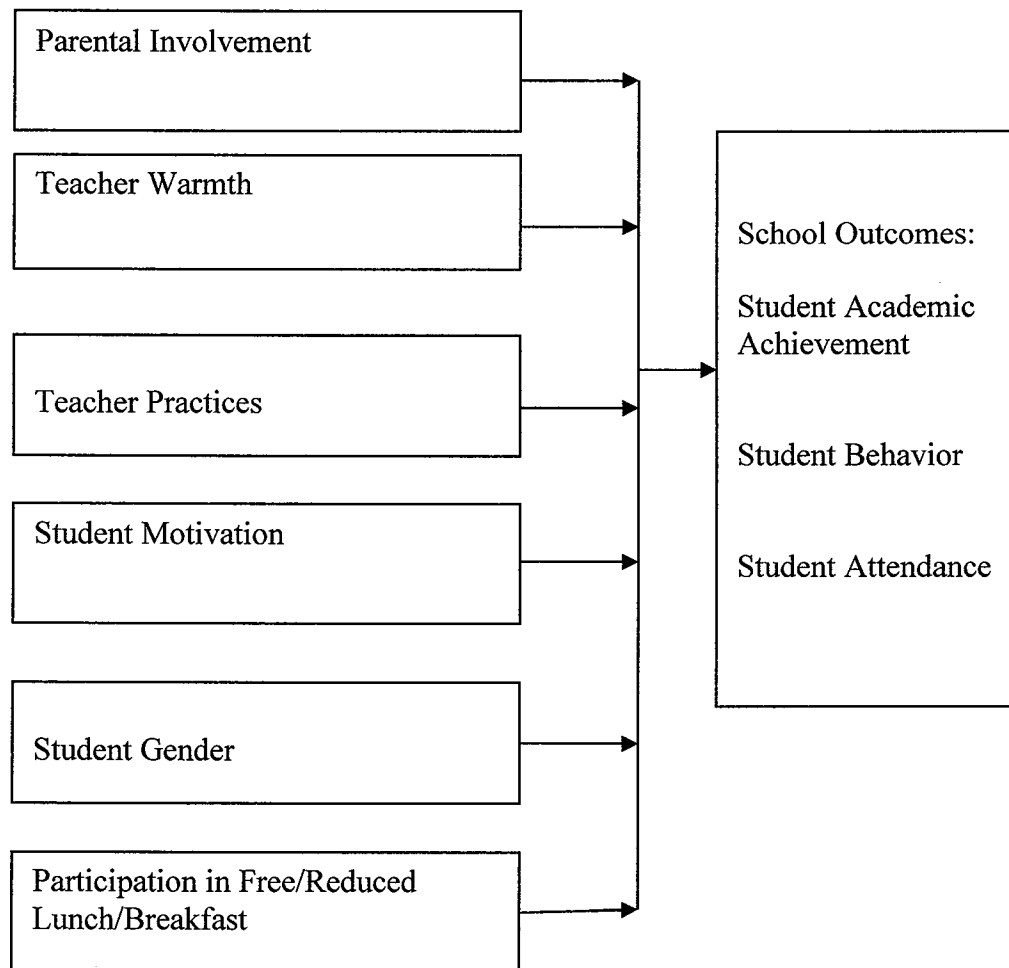 Parental Involvement
Teacher Warmth
Teacher Practices
Student Motivation
Student Gender
Participation in Free/Reduced
Lunch/Breakfast
School Outcomes:
Student Academic
Achievement
Student Behavior
Student Attendance